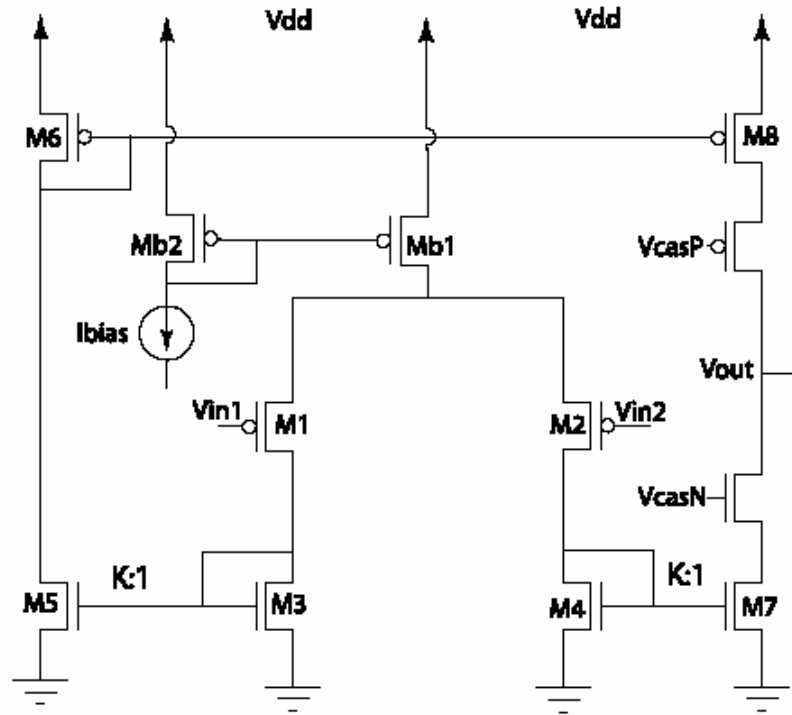 Vdd
Vdd
M6
M8
Mb2
Mb1
VcasP
Ibias
Vout
Vin1
M1
M2
Vin2
VcasN
K:1
K:1
M5
M3
M4
M7